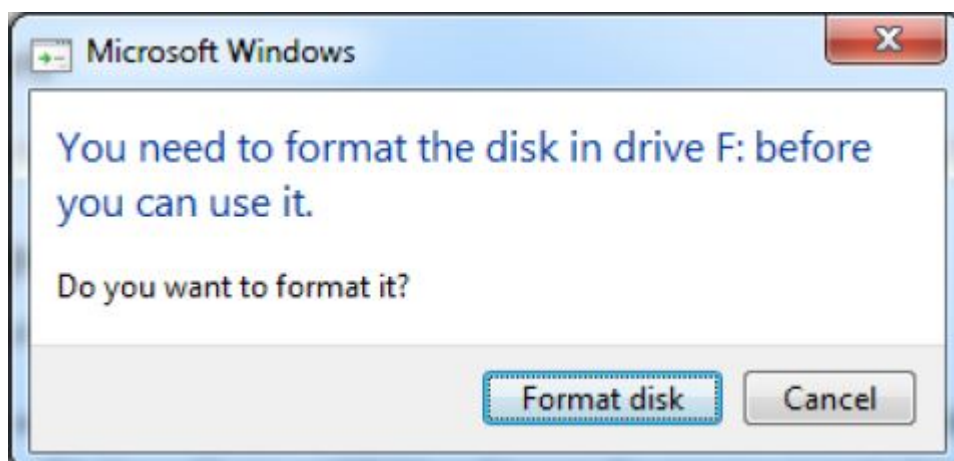 Microsoft Windows
You need to format the disk in drive F: before
you can use it.
Do you want to format it?
Format disk
Cancel